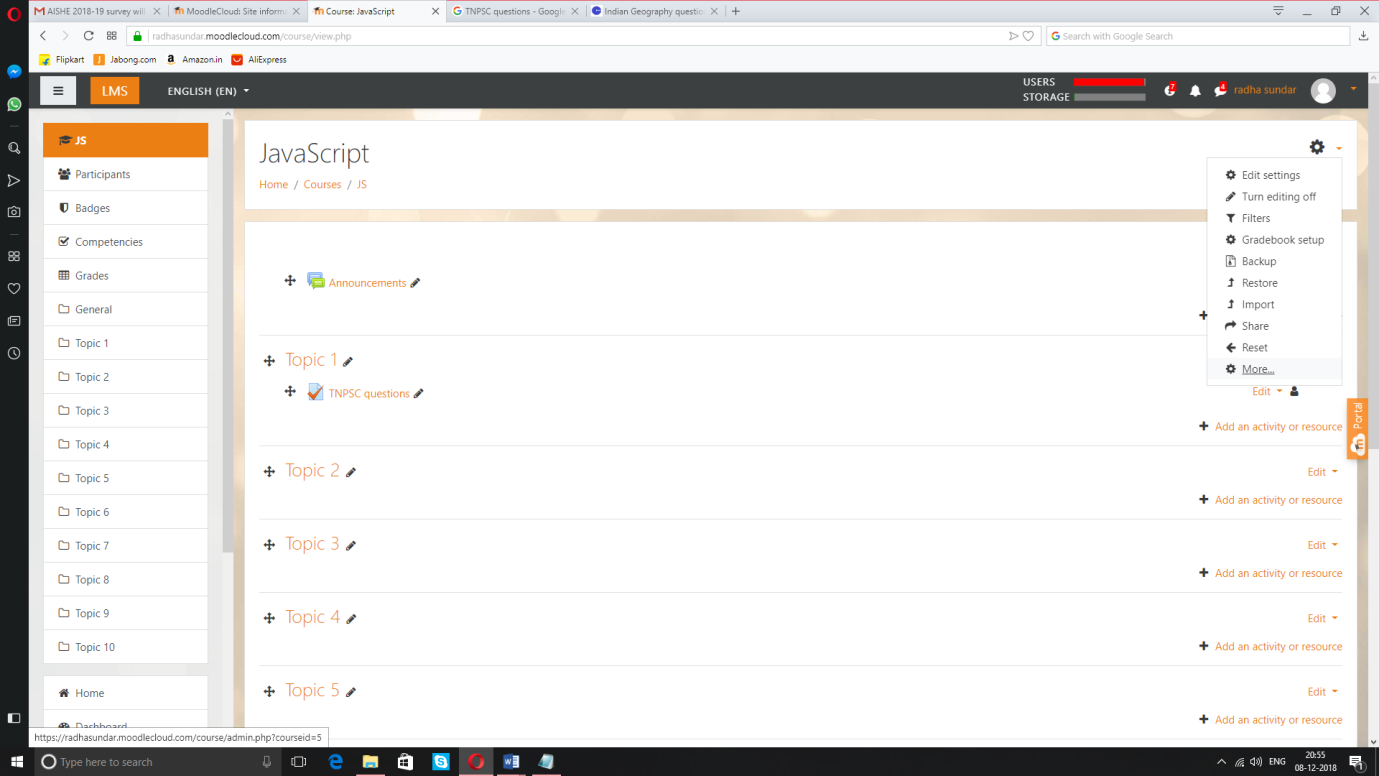 AISHE 2018-19 survey will
MoodleCloud: Site inform
Course: JavaScript
TNPSC questions - Google
Indian Geography question
radhasundar.moodlecloud.com/course/view.php
Search with Google Search
Flipkart
Jabong.com
Amazon.in
AliExpress
LMS
ENGLISH (EN)
USERS
STORAGE
7
4
radha sundar
JS
Participants
Badges
Competencies
Grades
General
Topic 1
Topic 2
Topic 3
Topic 4
Topic 5
Topic 6
Topic 7
Topic 8
Topic 9
Topic 10
Home
Dashboard
JavaScript
Home / Courses / JS
Edit settings
Turn editing off
Filters
Gradebook setup
Backup
Restore
Import
Share
Reset
More...
Announcements
Topic 1
TNPSC questions
Edit
Add an activity or resource
Topic 2
Edit
Add an activity or resource
Topic 3
Edit
Add an activity or resource
Topic 4
Edit
Add an activity or resource
Topic 5
Edit
Add an activity or resource
Portal
https://radhasundar.moodlecloud.com/course/admin.php?courseid=5
Type here to search
ENG
20:55
08-12-2018
1